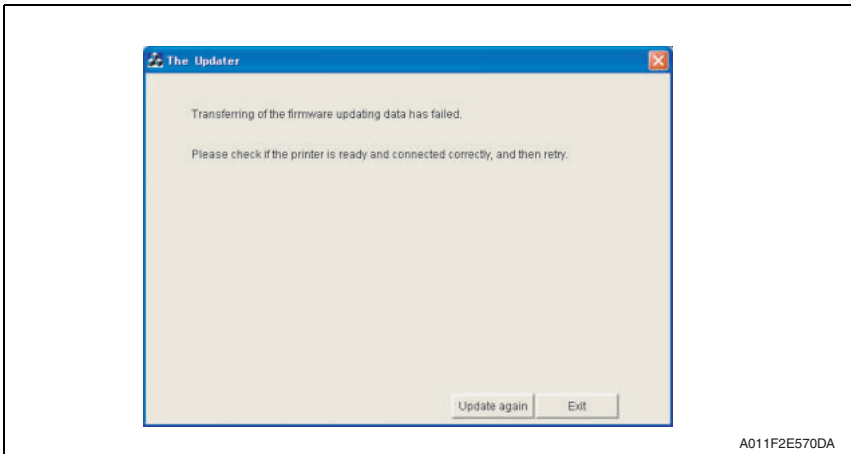 The Updater
Transferring of the firmware updating data has failed.
Please check if the printer is ready and connected correctly, and then retry.
Update again
Exit
A011F2E570DA